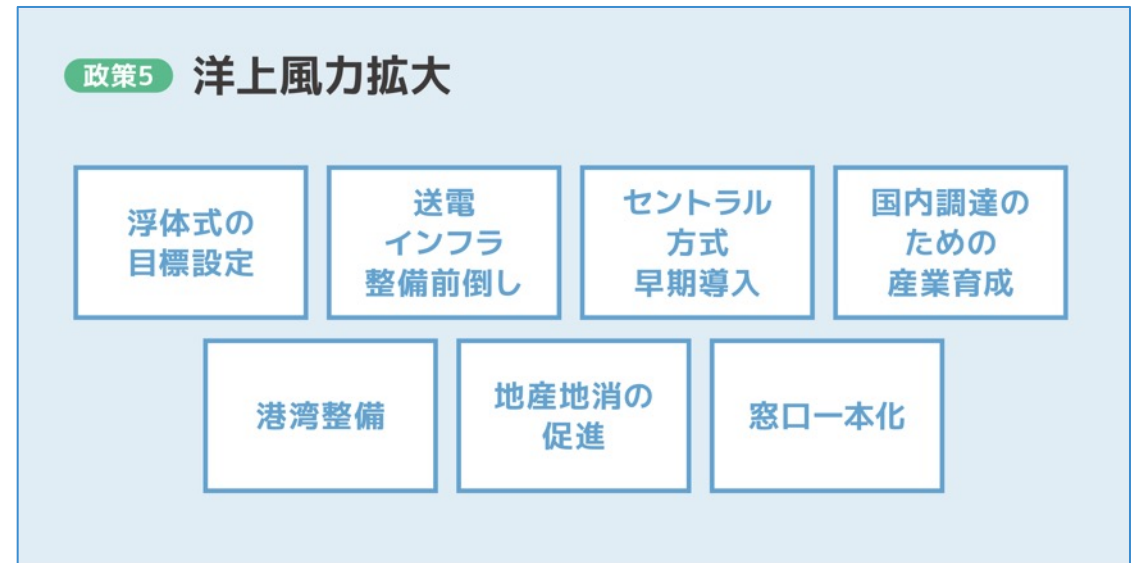 政策5 洋上風力拡大
浮体式の
目標設定
送電
インフラ
整備前倒し
セントラル
方式
早期導入
国内調達の
ための
産業育成
港湾整備
地産地消の
促進
窓口一本化